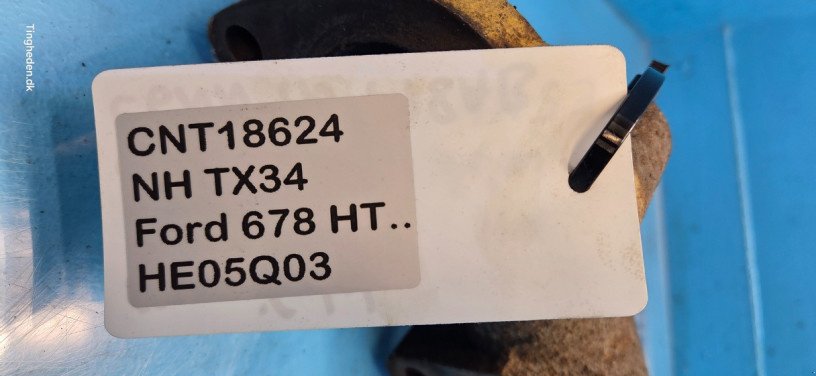 Tingheden.dk
CNT18624
NH TX34
Ford 678 HT..
HE05Q03